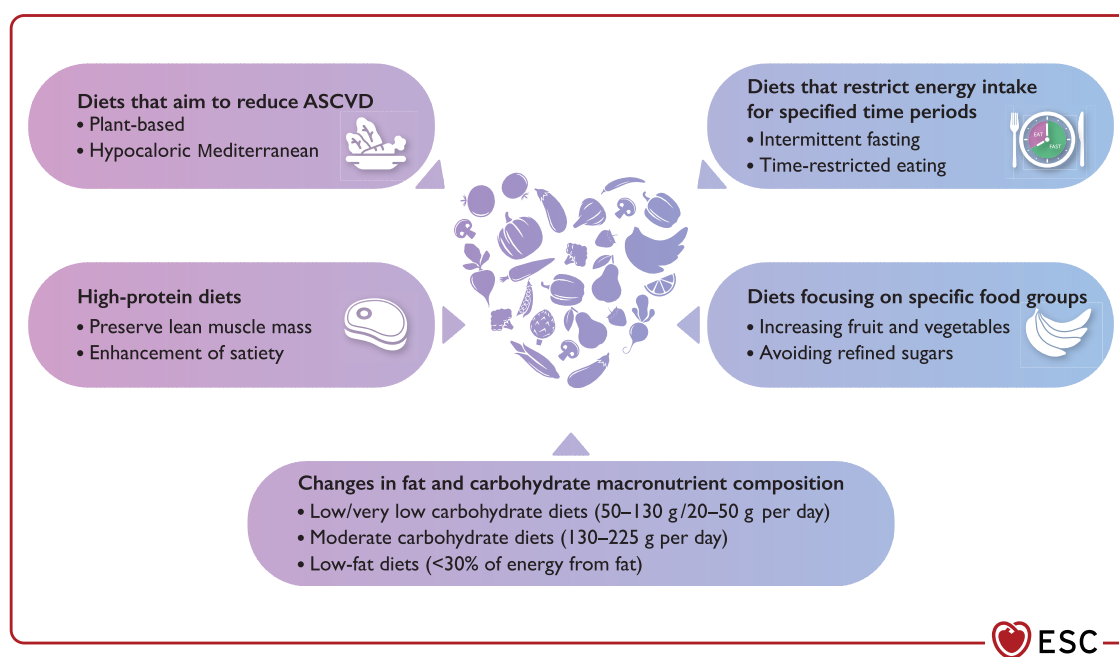 Diets that aim to reduce ASCVD
• Plant-based
• Hypocaloric Mediterranean
Diets that restrict energy intake
for specified time periods
• Intermittent fasting
• Time-restricted eating
EAT
FAST
High-protein diets
• Preserve lean muscle mass
• Enhancement of satiety
Diets focusing on specific food groups
• Increasing fruit and vegetables
• Avoiding refined sugars
Changes in fat and carbohydrate macronutrient composition
• Low/very low carbohydrate diets (50–130 g/20–50 g per day)
• Moderate carbohydrate diets (130–225 g per day)
• Low-fat diets (<30% of energy from fat)
ESC